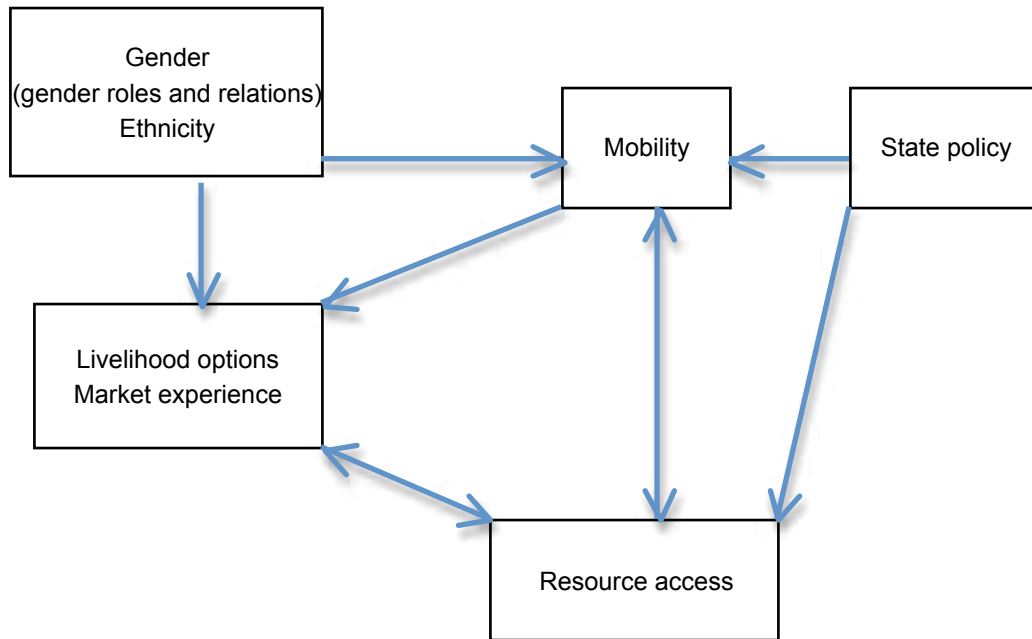 Gender
(gender roles and relations)
Ethnicity
Mobility
State policy
Livelihood options
Market experience
Resource access